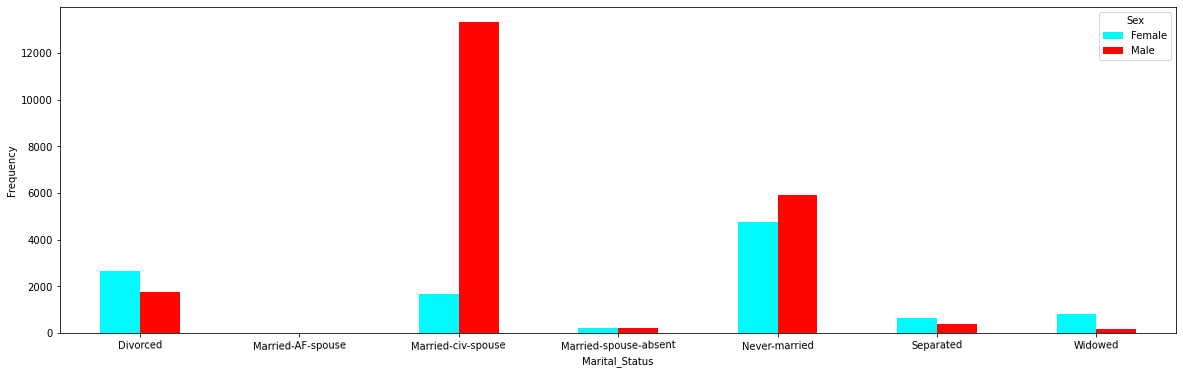 Sex
Female
Male
Frequency
12000
10000
8000
6000
4000
2000
0
Divorced
Married-AF-spouse
Married-civ-spouse
Married-spouse-absent
Never-married
Separated
Widowed
Marital_Status